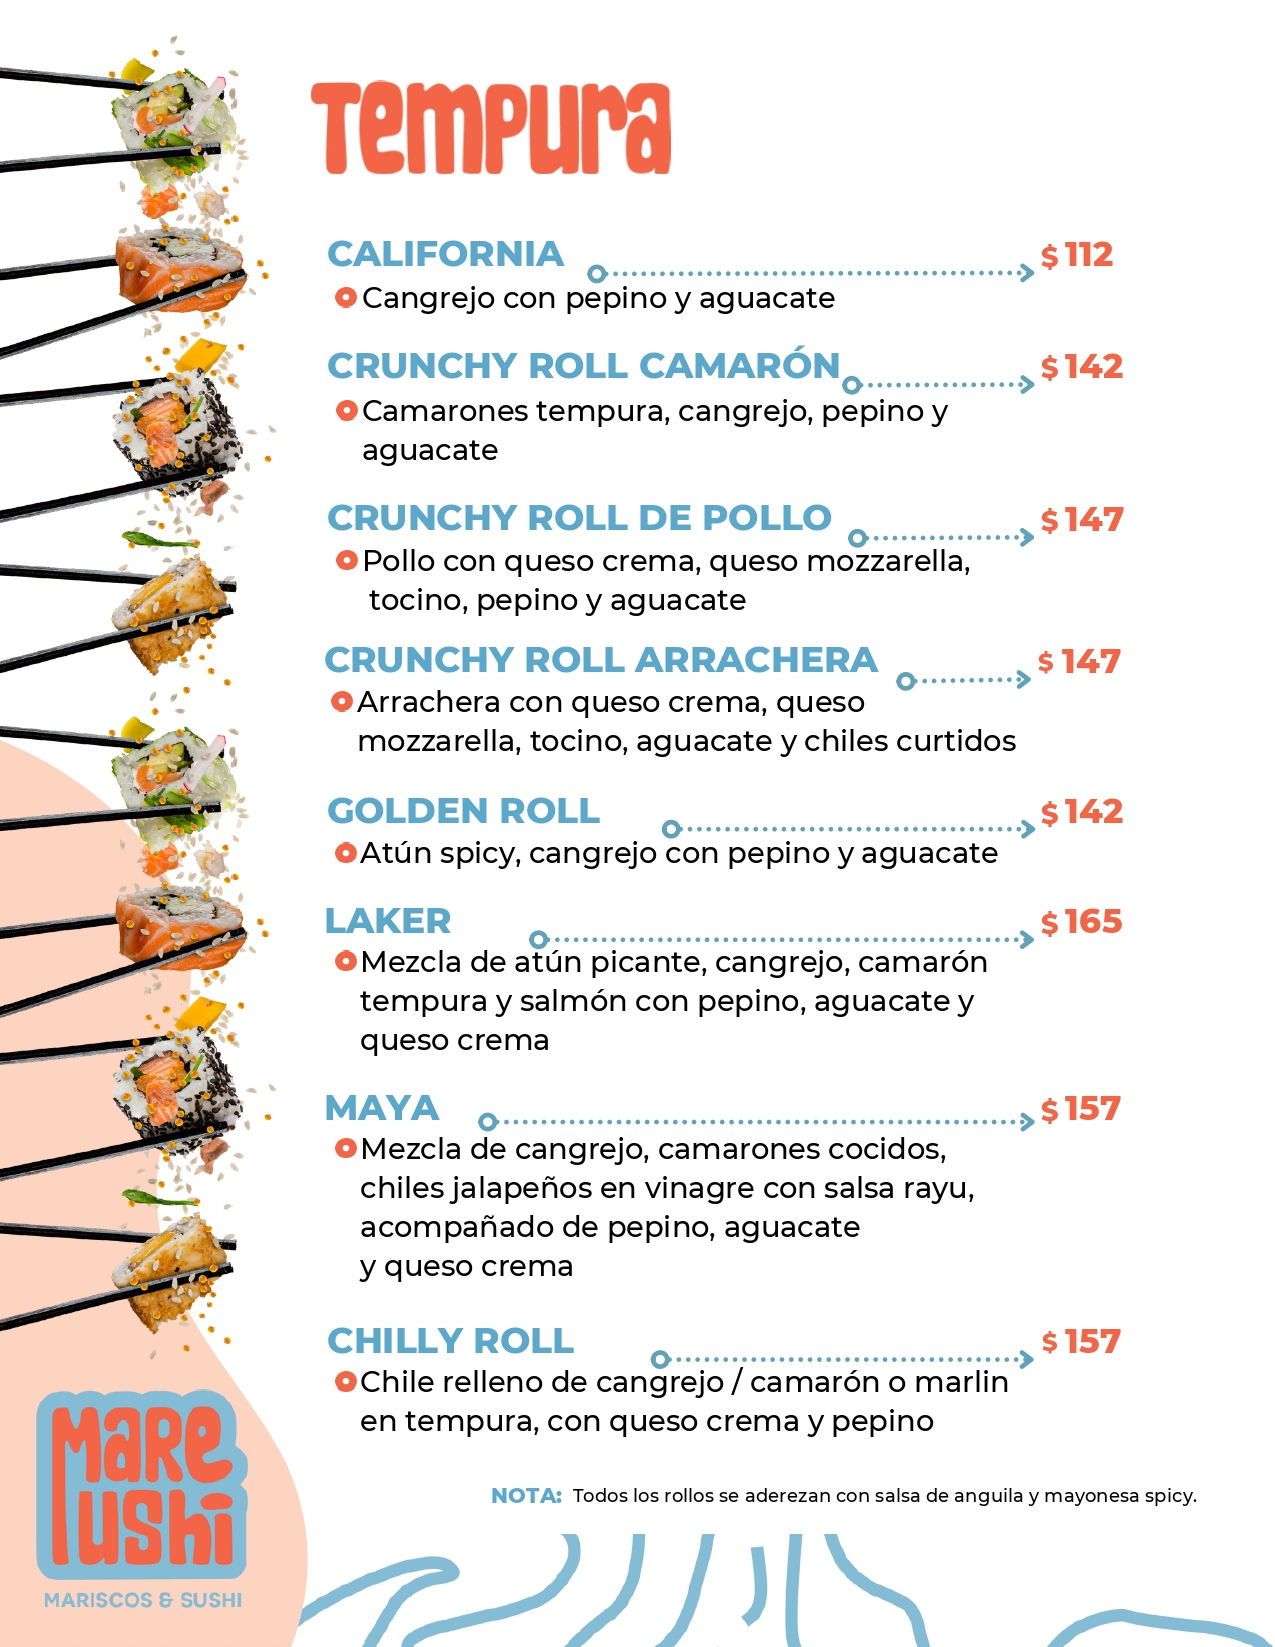 Tempura
CALIFORNIA $ 112
Cangrejo con pepino y aguacate
CRUNCHY ROLL CAMARÓN $ 142
Camarones tempura, cangrejo, pepino y
aguacate
CRUNCHY ROLL DE POLLO $ 147
Pollo con queso crema, queso mozzarella,
tocino, pepino y aguacate
CRUNCHY ROLL ARRACHERA $ 147
Arrachera con queso crema, queso
mozzarella, tocino, aguacate y chiles curtidos
GOLDEN ROLL $ 142
Atún spicy, cangrejo con pepino y aguacate
LAKER $ 165
Mezcla de atún picante, cangrejo, camarón
tempura y salmón con pepino, aguacate y
queso crema
MAYA $ 157
Mezcla de cangrejo, camarones cocidos,
chiles jalapeños en vinagre con salsa rayu,
acompañado de pepino, aguacate
y queso crema
CHILLY ROLL $ 157
Chile relleno de cangrejo / camarón o marlin
en tempura, con queso crema y pepino
NOTA: Todos los rollos se aderezan con salsa de anguila y mayonesa spicy.
Mare
ushi
MARISCOS & SUSHI